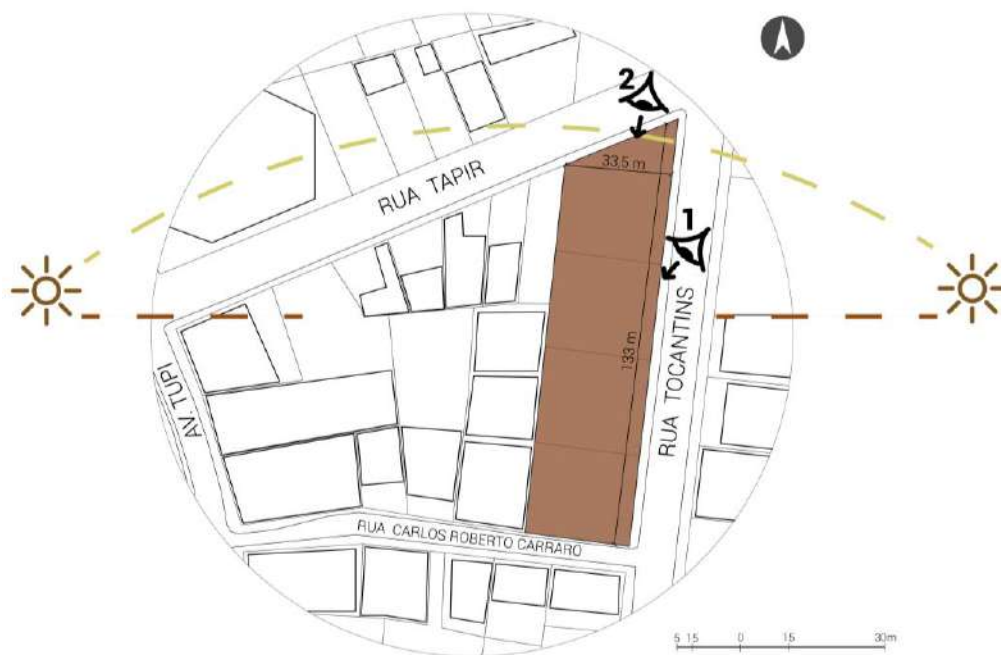 2
RUA TAPIR
33,5 m
1
133 m
RUA TOCANTINS
AV. TUPI
RUA CARLOS ROBERTO CARRARO
5 15 0 15 30m